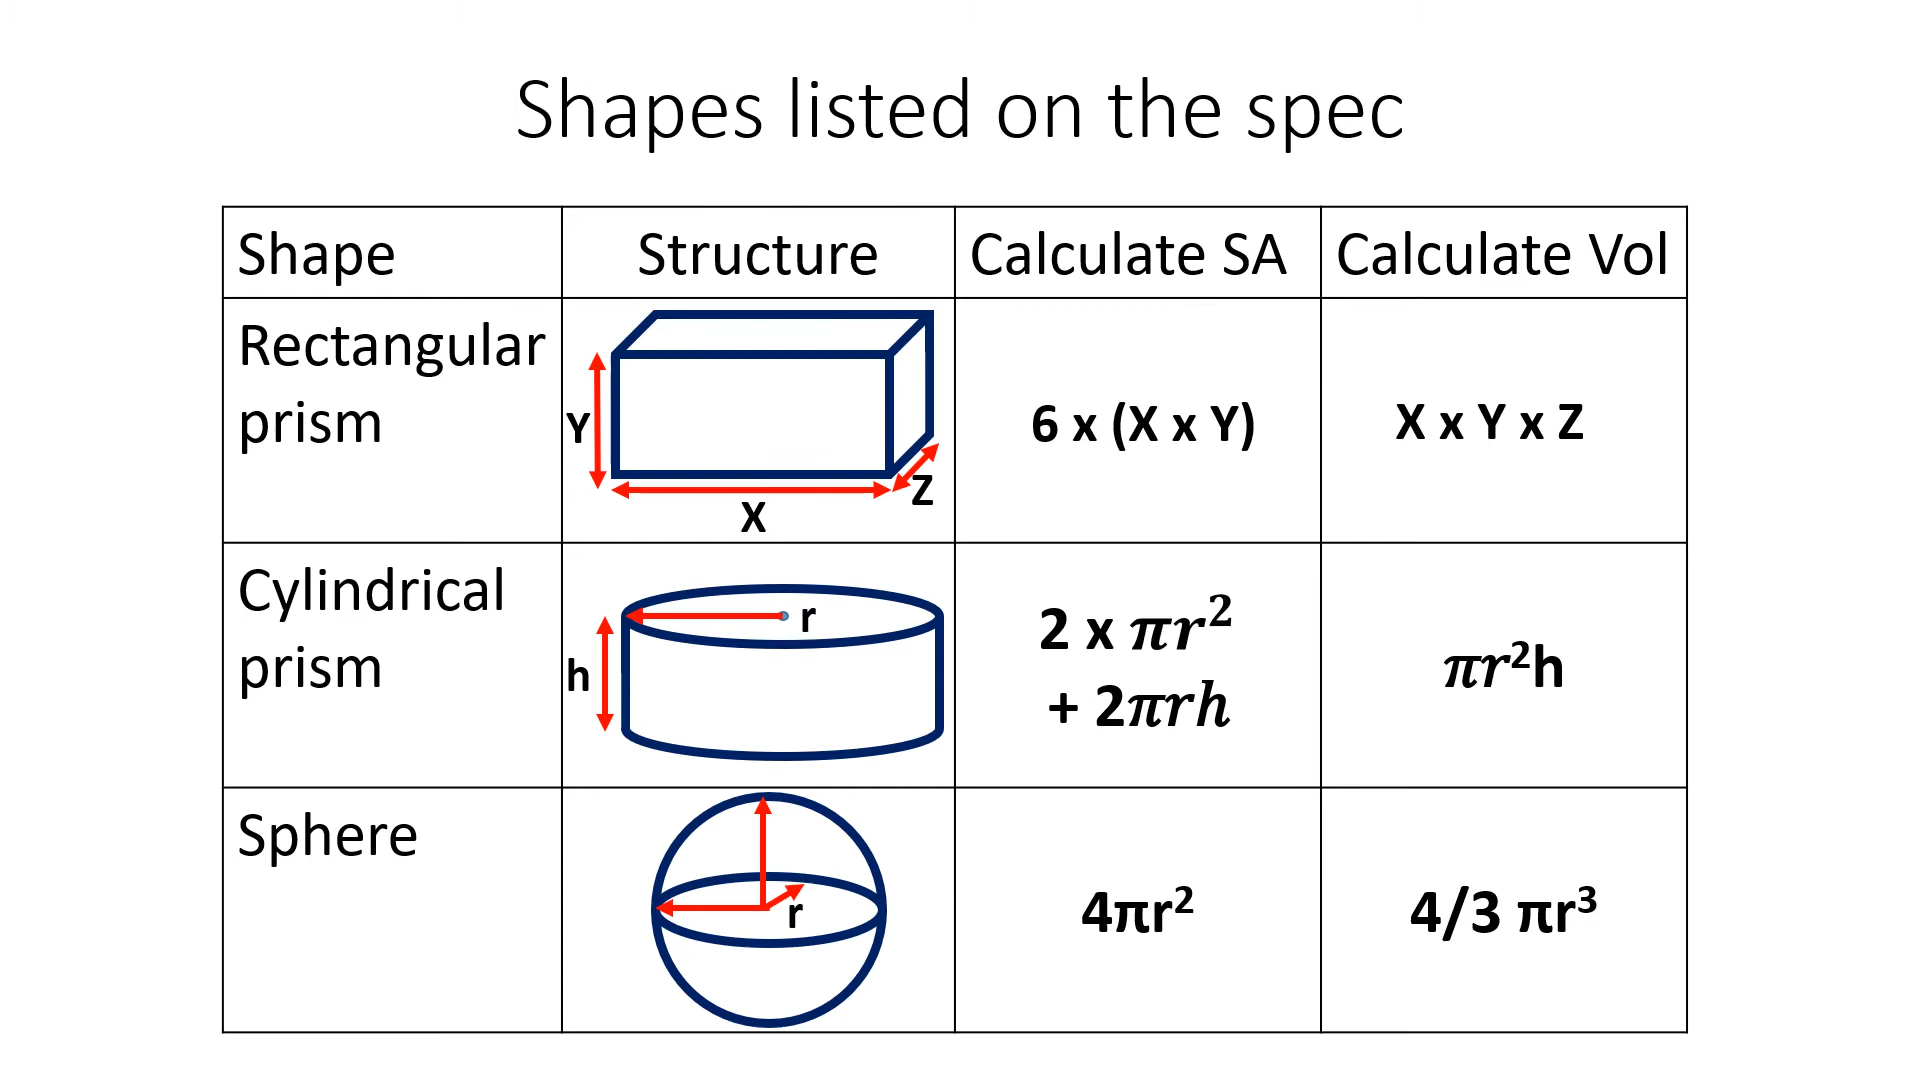 Shapes listed on the spec
Shape
Structure
Calculate SA
Calculate Vol
Rectangular
prism
Y
X
Z
6 x (X x Y)
X x Y x Z
Cylindrical
prism
r
h
2 x 𝝅𝒓²
+ 2𝝅𝒓𝒉
𝝅𝒓²h
Sphere
r
4πr²
4/3 πr³